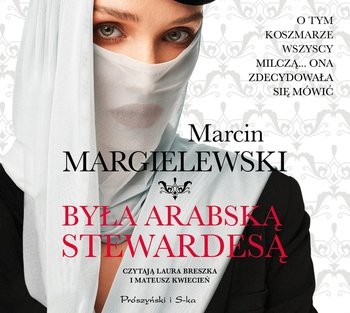 O TYM
KOSZMARZE
WSZYSCY
MILCZĄ... ONA
ZDECYDOWAŁA
SIĘ MÓWIĆ
Marcin
MARGIELEWSKI
BYŁA ARABSKĄ
STEWARDESĄ
CZYTAJĄ LAURA BRESZKA
I MATEUSZ KWIECIEŃ
Prószyński i S-ka